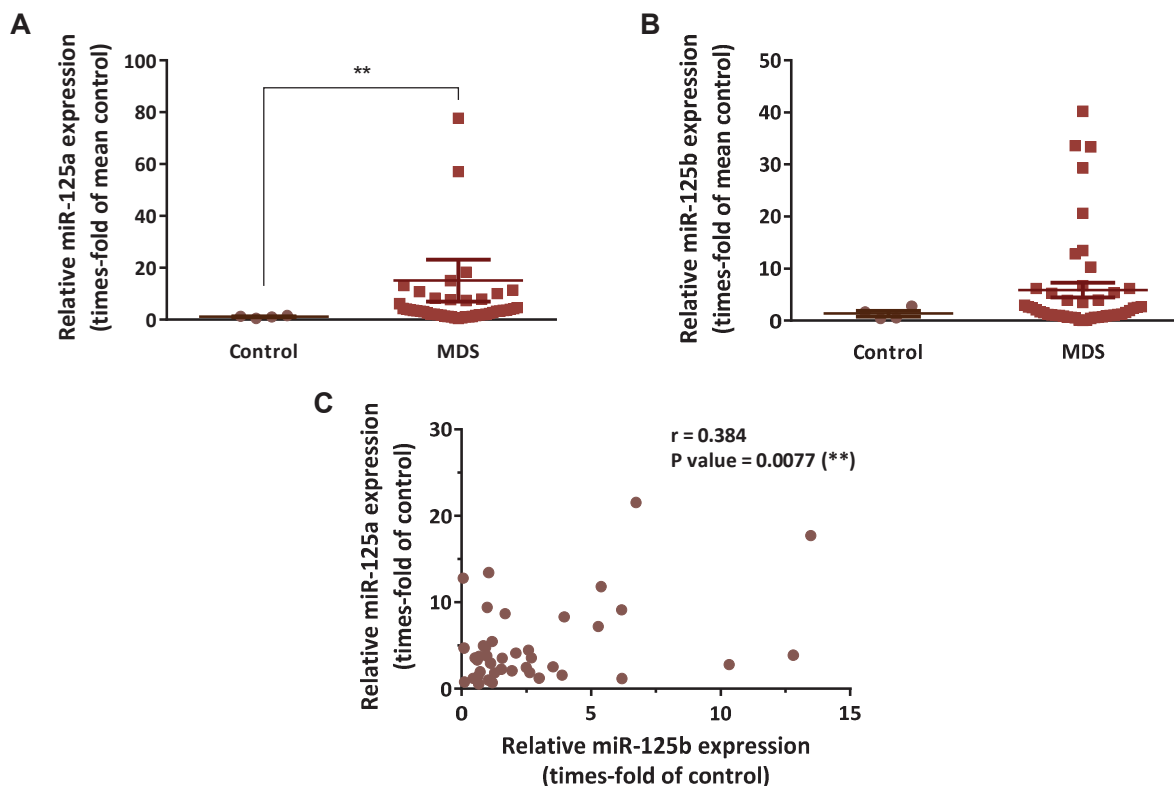 A
Relative miR-125a expression
(times-fold of mean control)
100
80
60
40
20
0
**
Control
MDS
B
Relative miR-125b expression
(times-fold of mean control)
50
40
30
20
10
0
Control
MDS
C
Relative miR-125a expression
(times-fold of control)
30
20
10
0
r = 0.384
P value = 0.0077 (**)
0
5
10
15
Relative miR-125b expression
(times-fold of control)